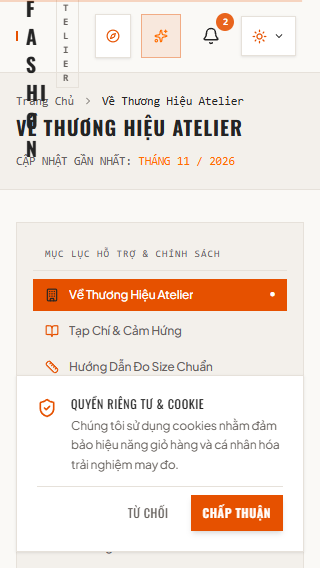 FASHION
TELIER
2
Trang Chủ > Về Thương Hiệu Atelier
VỀ THƯƠNG HIỆU ATELIER
CẬP NHẬT GẦN NHẤT: THÁNG 11 / 2026
MỤC LỤC HỖ TRỢ & CHÍNH SÁCH
Về Thương Hiệu Atelier
Tạp Chí & Cảm Hứng
Hướng Dẫn Đo Size Chuẩn
QUYỀN RIÊNG TƯ & COOKIE
Chúng tôi sử dụng cookies nhằm đảm
bảo hiệu năng giỏ hàng và cá nhân hóa
trải nghiệm may đo.
TỪ CHỐI
CHẤP THUẬN